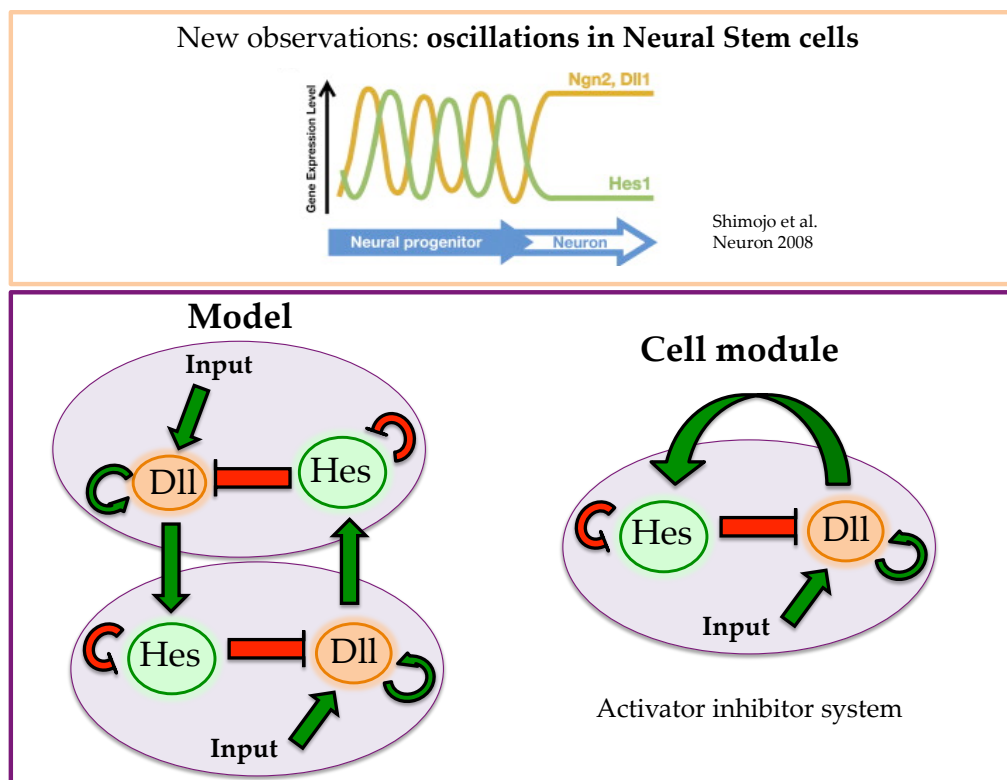 New observations: oscillations in Neural Stem cells
Gene Expression Level
Ngn2, Dll1
Hes1
Neural progenitor
Neuron
Shimojo et al.
Neuron 2008
Model
Input
Dll
Hes
Hes
Dll
Input
Cell module
Hes
Dll
Input
Activator inhibitor system